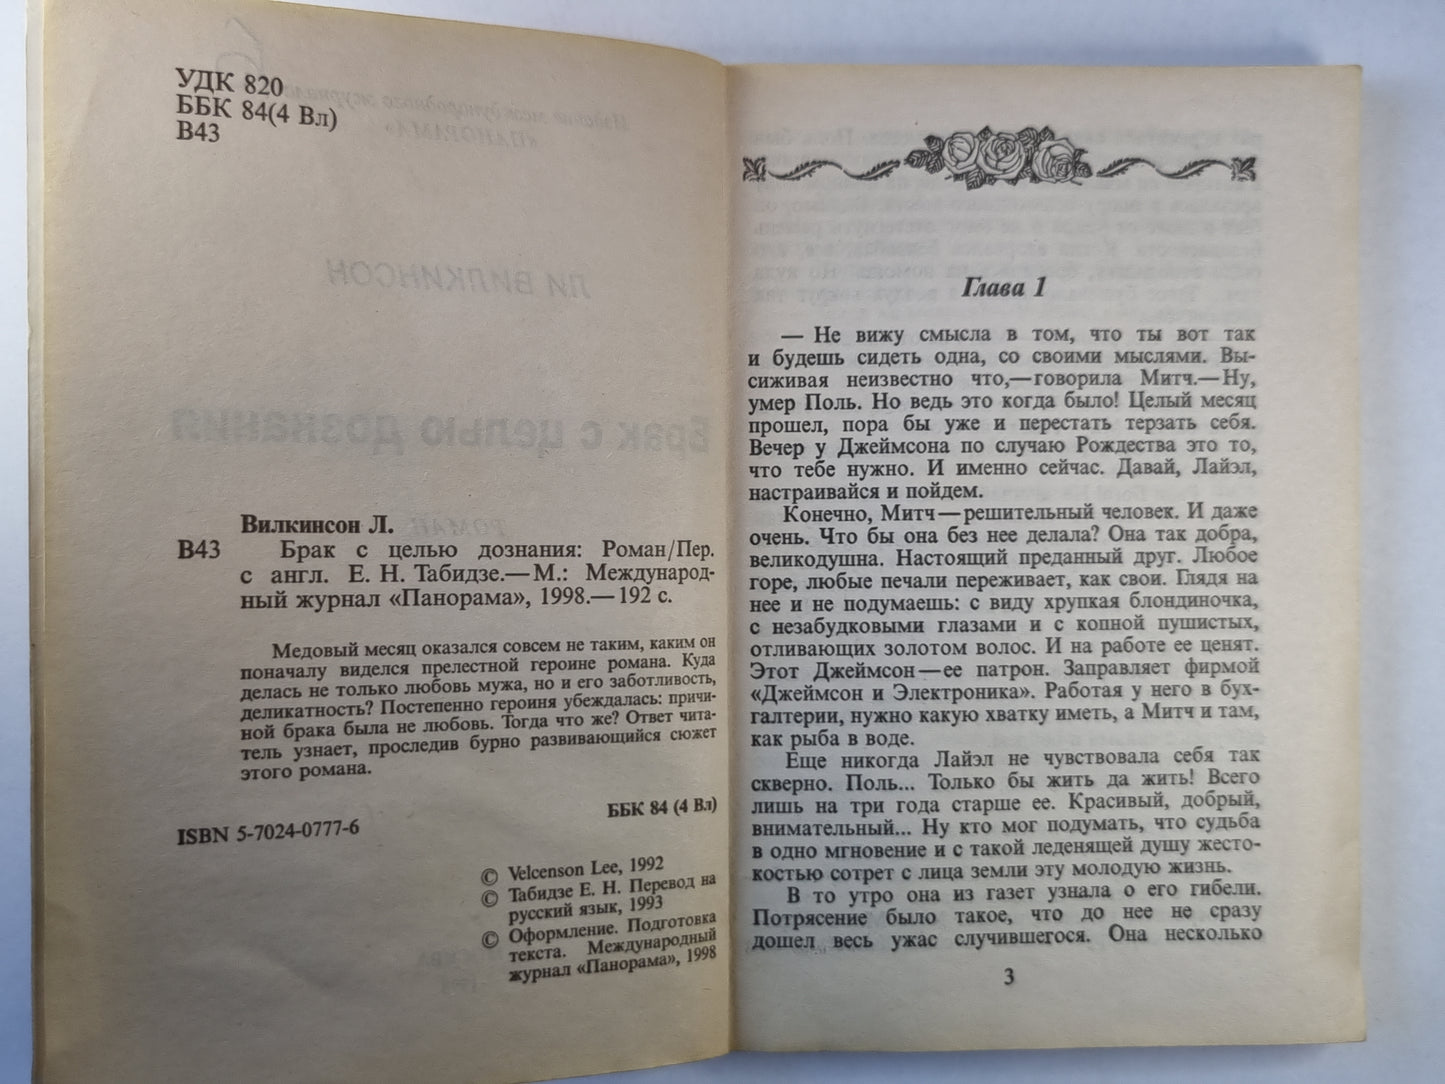 УДК 820
ББК 84(4 Вл)
В43
Вилкинсон Л.
В43 Брак с целью дознания: Роман/Пер.
с англ. Е. Н. Табидзе.—М.: Международ-
ный журнал «Панорама», 1998.—192 с.
Медовый месяц оказался совсем не таким, каким он
поначалу виделся прелестной героине романа. Куда
делась не только любовь мужа, но и его заботливость,
деликатность? Постепенно героиня убеждалась: причи-
ной брака была не любовь. Тогда что же? Ответ чита-
тель узнает, проследив бурно развивающийся сюжет
этого романа.
ББК 84 (4 Вл)
ISBN 5-7024-0777-6
© Velcenson Lee, 1992
© Табидзе Е. Н. Перевод на
русский язык, 1993
© Оформление. Подготовка
текста. Международный
журнал «Панорама», 1998
Глава 1
— Не вижу смысла в том, что ты вот так
и будешь сидеть одна, со своими мыслями. Вы-
сиживая неизвестно что,—говорила Митч.—Ну,
умер Поль. Но ведь это когда было! Целый месяц
прошел, пора бы уже и перестать терзать себя.
Вечер у Джеймсона по случаю Рождества это то,
что тебе нужно. И именно сейчас. Давай, Лайэл,
настраивайся и пойдем.
Конечно, Митч—решительный человек. И даже
очень. Что бы она без нее делала? Она так добра,
великодушна. Настоящий преданный друг. Любое
горе, любые печали переживает, как свои. Глядя на
нее и не подумаешь: с виду хрупкая блондиночка,
с незабудковыми глазами и с копной пушистых,
отливающих золотом волос. И на работе ее ценят.
Этот Джеймсон—ее патрон. Заправляет фирмой
«Джеймсон и Электроника». Работая у него в бух-
галтерии, нужно какую хватку иметь, а Митч и там,
как рыба в воде.
Еще никогда Лайэл не чувствовала себя так
скверно. Поль... Только бы жить да жить! Всего
лишь на три года старше ее. Красивый, добрый,
внимательный... Ну кто мог подумать, что судьба
в одно мгновение и с такой леденящей душу жесто-
костью сотрет с лица земли эту молодую жизнь.
В то утро она из газет узнала о его гибели.
Потрясение было такое, что до нее не сразу
дошел весь ужас случившегося. Она несколько
3